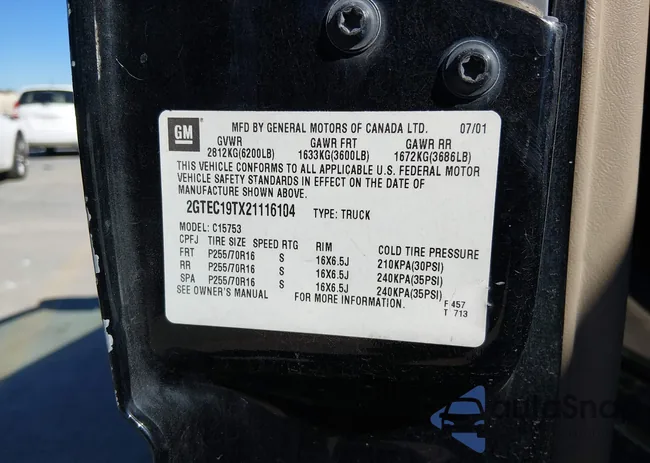 GM
MFD BY GENERAL MOTORS OF CANADA LTD. 07/01
GVWR GAWR FRT GAWR RR
2812KG(6200LB) 1633KG(3600LB) 1672KG(3686LB)
THIS VEHICLE CONFORMS TO ALL APPLICABLE U.S. FEDERAL MOTOR
VEHICLE SAFETY STANDARDS IN EFFECT ON THE DATE OF
MANUFACTURE SHOWN ABOVE.
2GTEC19TX21116104 TYPE: TRUCK
MODEL: C15753
CPFJ TIRE SIZE SPEED RTG RIM COLD TIRE PRESSURE
FRT P255/70R16 S 16X6.5J 210KPA(30PSI)
RR P255/70R16 S 16X6.5J 240KPA(35PSI)
SPA P255/70R16 S 16X6.5J 240KPA(35PSI)
SEE OWNER'S MANUAL FOR MORE INFORMATION.
F 457
T 713
autoSna